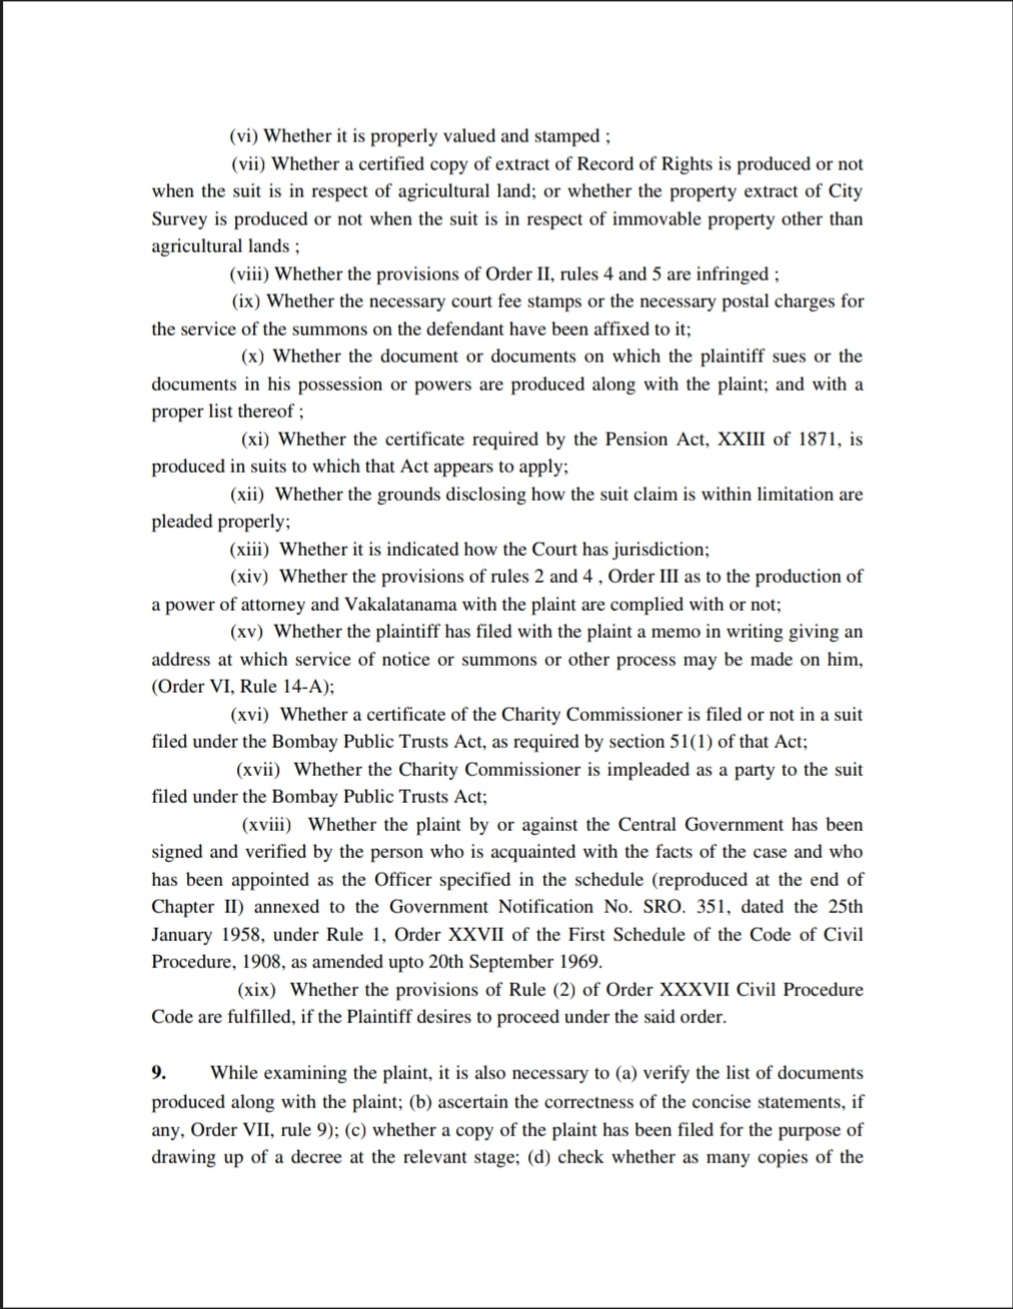 (vi) Whether it is properly valued and stamped ;
(vii) Whether a certified copy of extract of Record of Rights is produced or not
when the suit is in respect of agricultural land; or whether the property extract of City
Survey is produced or not when the suit is in respect of immovable property other than
agricultural lands ;
(viii) Whether the provisions of Order II, rules 4 and 5 are infringed ;
(ix) Whether the necessary court fee stamps or the necessary postal charges for
the service of the summons on the defendant have been affixed to it;
(x) Whether the document or documents on which the plaintiff sues or the
documents in his possession or powers are produced along with the plaint; and with a
proper list thereof ;
(xi) Whether the certificate required by the Pension Act, XXIII of 1871, is
produced in suits to which that Act appears to apply;
(xii) Whether the grounds disclosing how the suit claim is within limitation are
pleaded properly;
(xiii) Whether it is indicated how the Court has jurisdiction;
(xiv) Whether the provisions of rules 2 and 4 , Order III as to the production of
a power of attorney and Vakalatanama with the plaint are complied with or not;
(xv) Whether the plaintiff has filed with the plaint a memo in writing giving an
address at which service of notice or summons or other process may be made on him,
(Order VI, Rule 14-A);
(xvi) Whether a certificate of the Charity Commissioner is filed or not in a suit
filed under the Bombay Public Trusts Act, as required by section 51(1) of that Act;
(xvii) Whether the Charity Commissioner is impleaded as a party to the suit
filed under the Bombay Public Trusts Act;
(xviii) Whether the plaint by or against the Central Government has been
signed and verified by the person who is acquainted with the facts of the case and who
has been appointed as the Officer specified in the schedule (reproduced at the end of
Chapter II) annexed to the Government Notification No. SRO. 351, dated the 25th
January 1958, under Rule 1, Order XXVII of the First Schedule of the Code of Civil
Procedure, 1908, as amended upto 20th September 1969.
(xix) Whether the provisions of Rule (2) of Order XXXVII Civil Procedure
Code are fulfilled, if the Plaintiff desires to proceed under the said order.
9. While examining the plaint, it is also necessary to (a) verify the list of documents
produced along with the plaint; (b) ascertain the correctness of the concise statements, if
any, Order VII, rule 9); (c) whether a copy of the plaint has been filed for the purpose of
drawing up of a decree at the relevant stage; (d) check whether as many copies of the